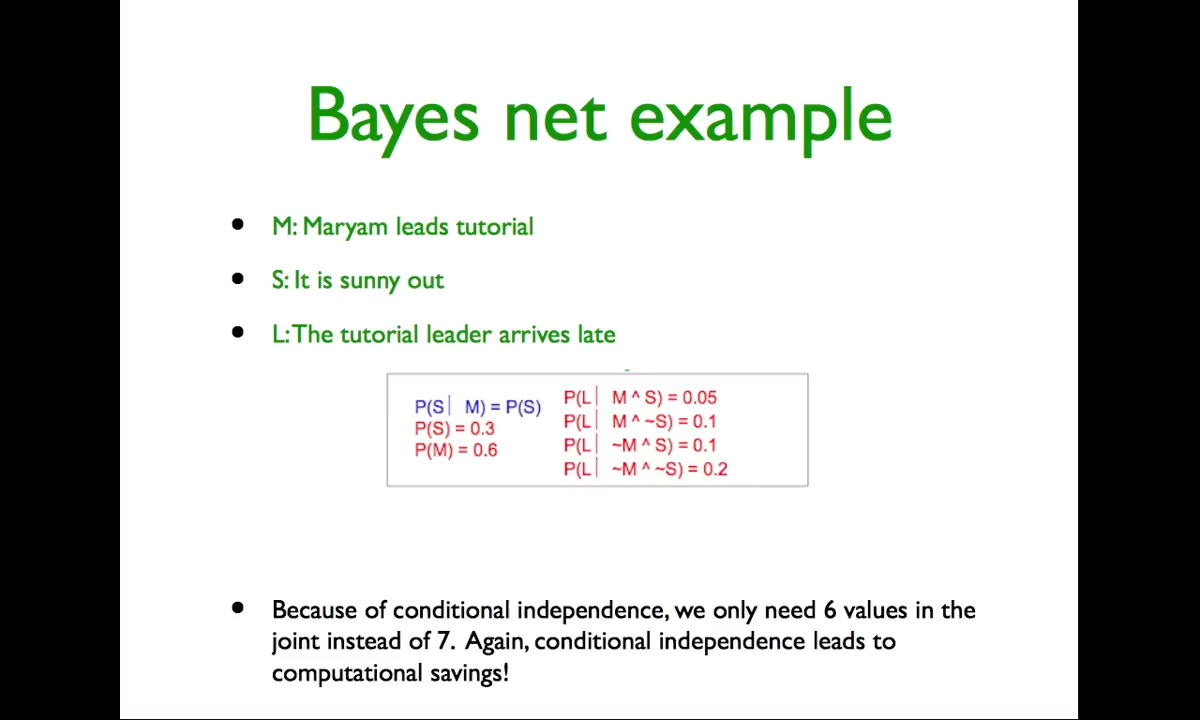 Bayes net example
• M: Maryam leads tutorial
• S: It is sunny out
• L: The tutorial leader arrives late
P(S| M) = P(S)
P(S) = 0.3
P(M) = 0.6
P(L| M ^ S) = 0.05
P(L| M ^ ~S) = 0.1
P(L| ~M ^ S) = 0.1
P(L| ~M ^ ~S) = 0.2
• Because of conditional independence, we only need 6 values in the
joint instead of 7. Again, conditional independence leads to
computational savings!